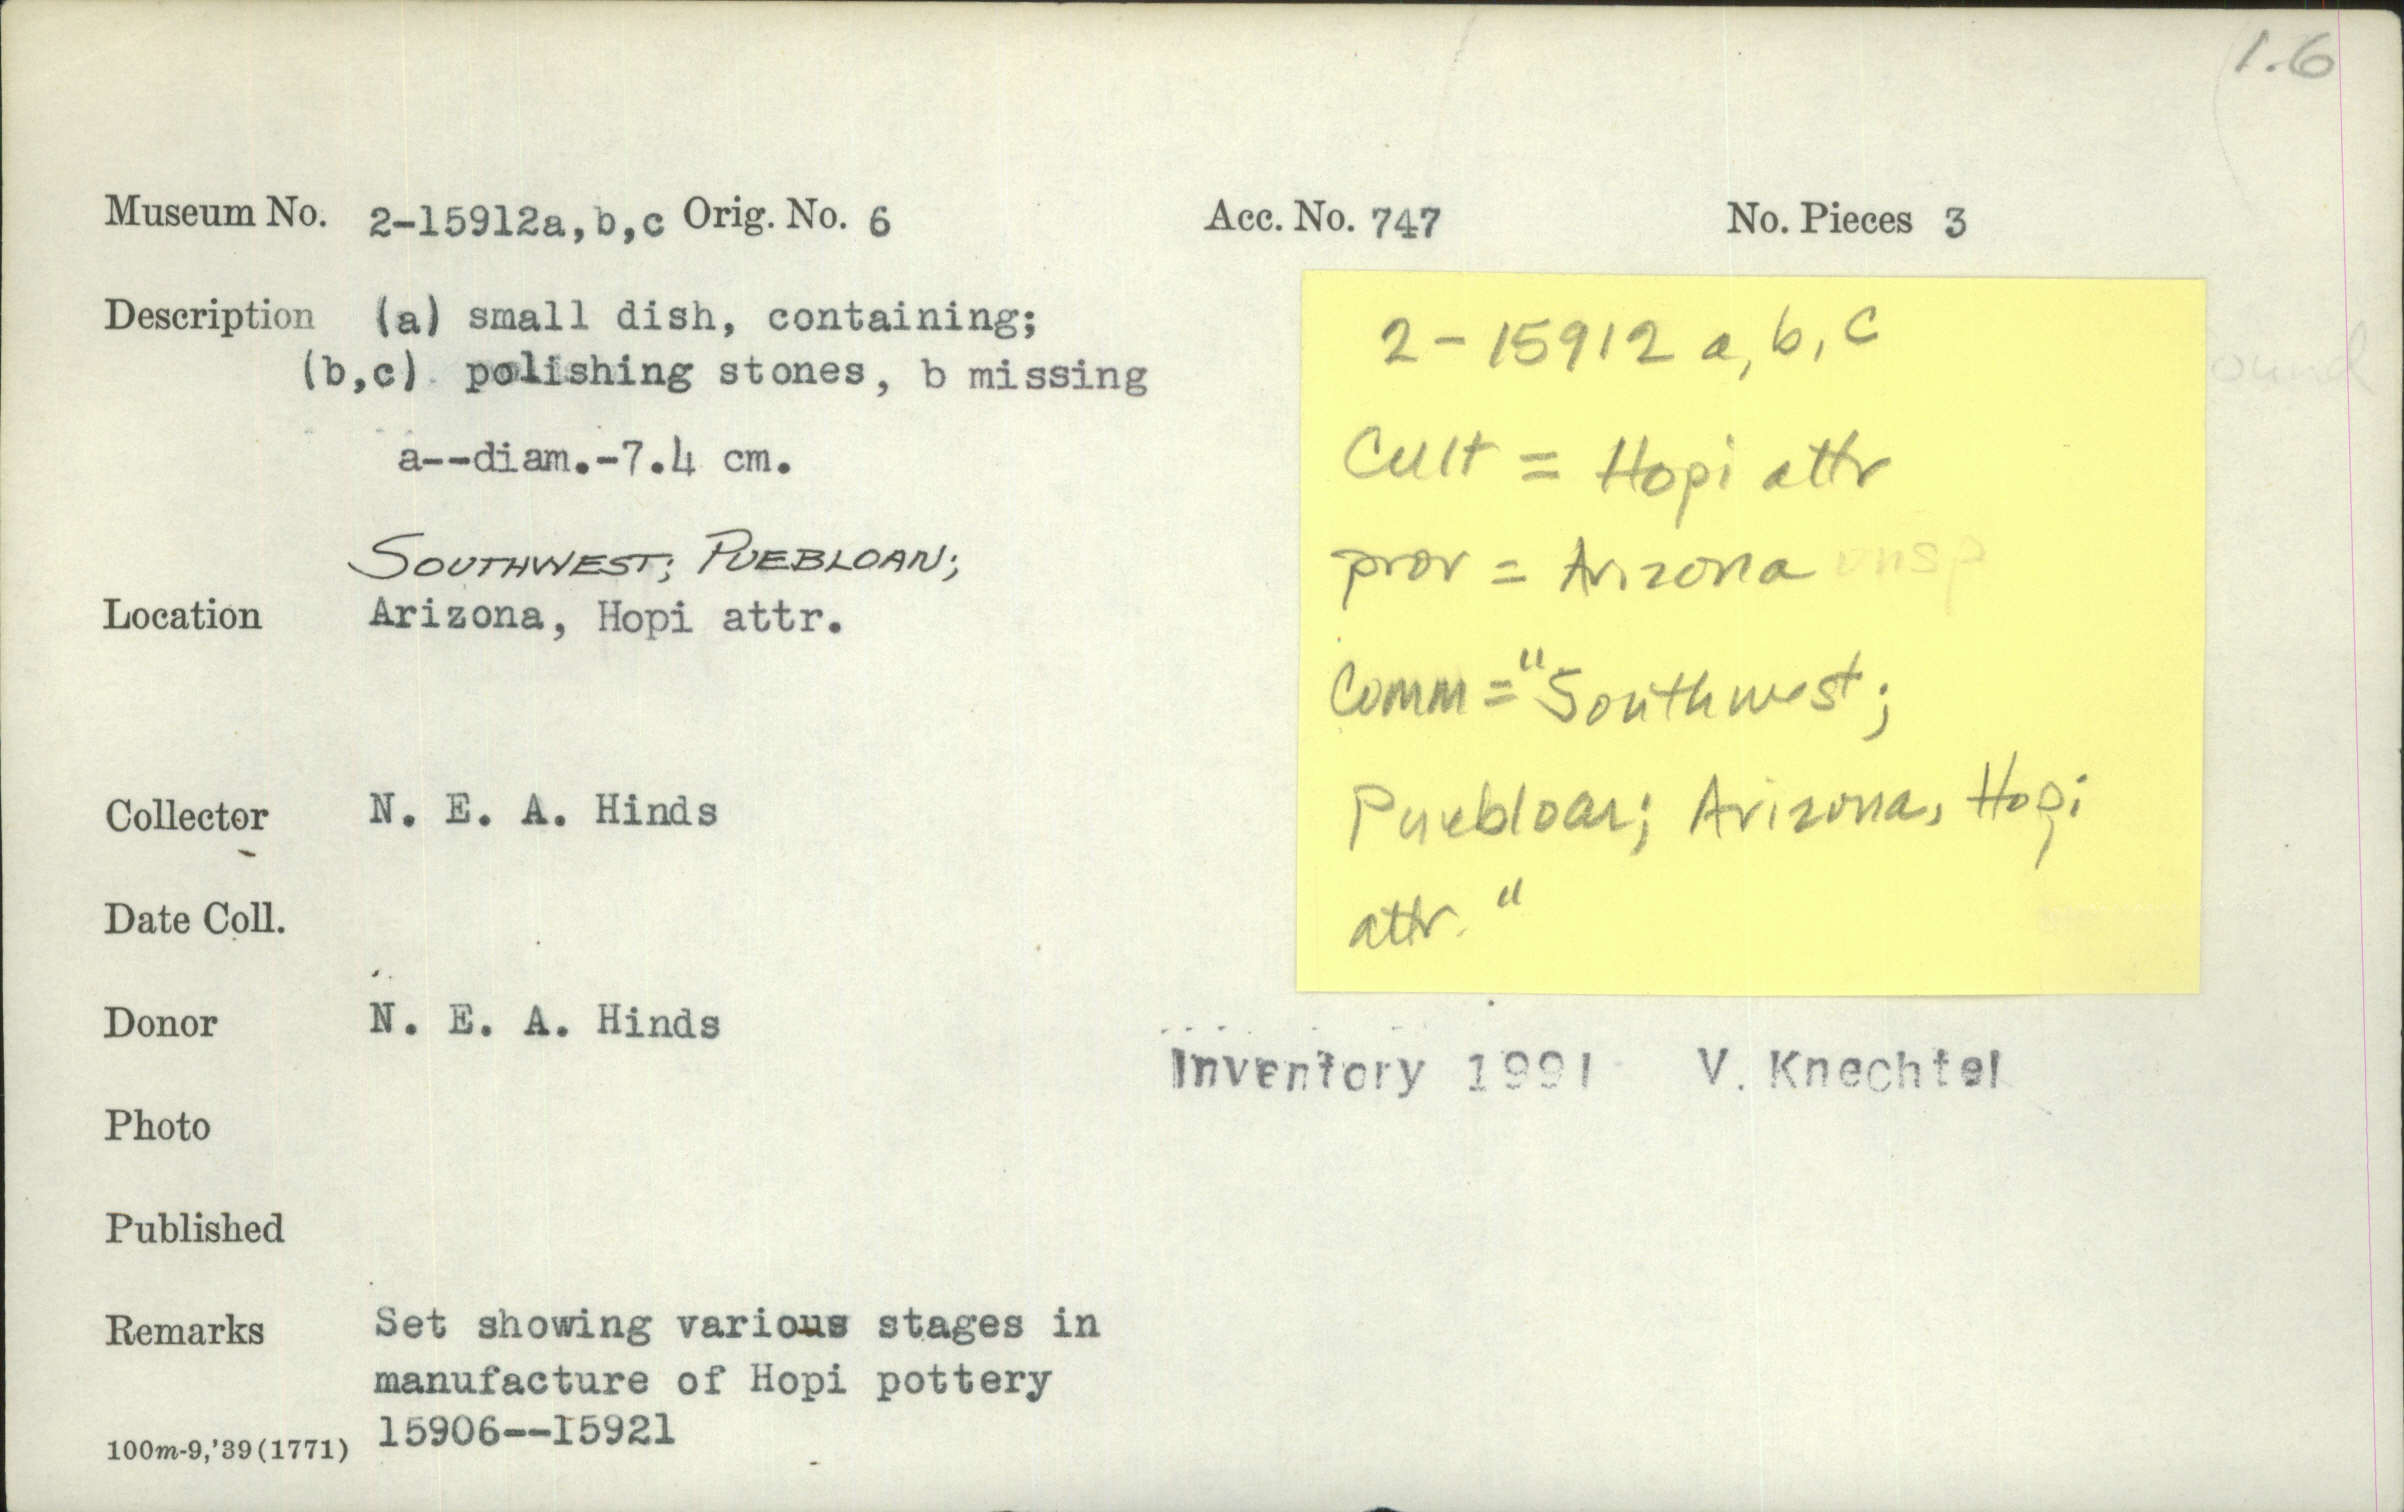 1.6
Museum No. 2-15912a,b,c Orig. No. 6 Acc. No. 747 No. Pieces 3
Description (a) small dish, containing;
(b,c) polishing stones, b missing
a--diam.-7.4 cm.
SOUTHWEST; PUEBLOAN;
Location Arizona, Hopi attr.
Collector N. E. A. Hinds
Date Coll.
Donor N. E. A. Hinds
Photo
Published
Remarks Set showing various stages in
manufacture of Hopi pottery
15906--15921
100m-9,'39(1771)
2-15912 a, b, c
Cult = Hopi attr
prov = Arizona
Comm = "Southwest;
Puebloan; Arizona, Hopi
attr."
Inventory 1991 V. Knechtel